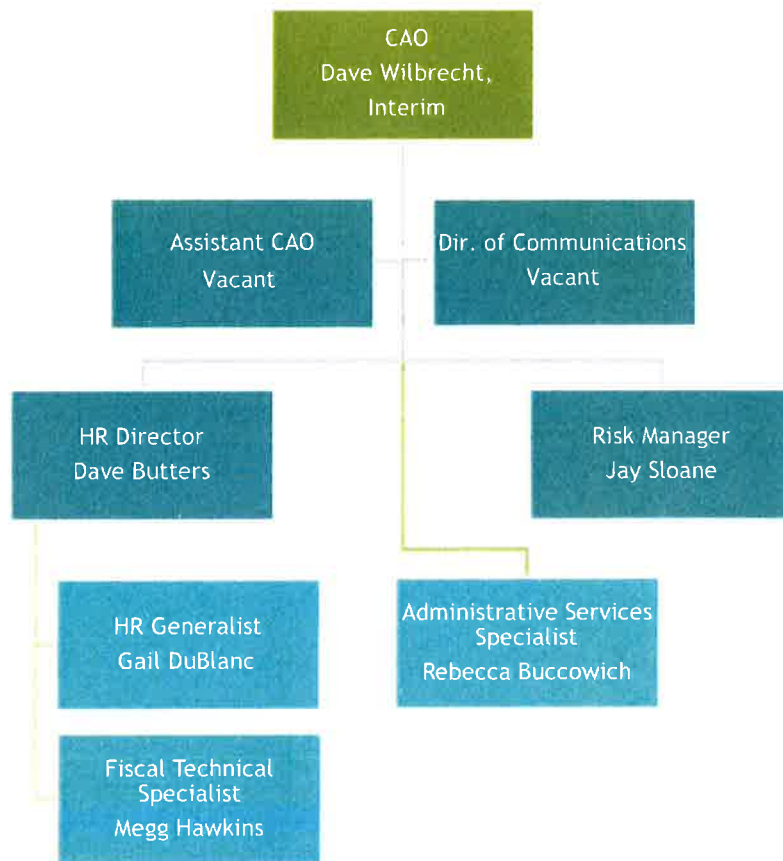 CAO
Dave Wilbrecht,
Interim
Assistant CAO
Vacant
Dir. of Communications
Vacant
HR Director
Dave Butters
Risk Manager
Jay Sloane
HR Generalist
Gail DuBlanc
Administrative Services
Specialist
Rebecca Buccowich
Fiscal Technical
Specialist
Megg Hawkins